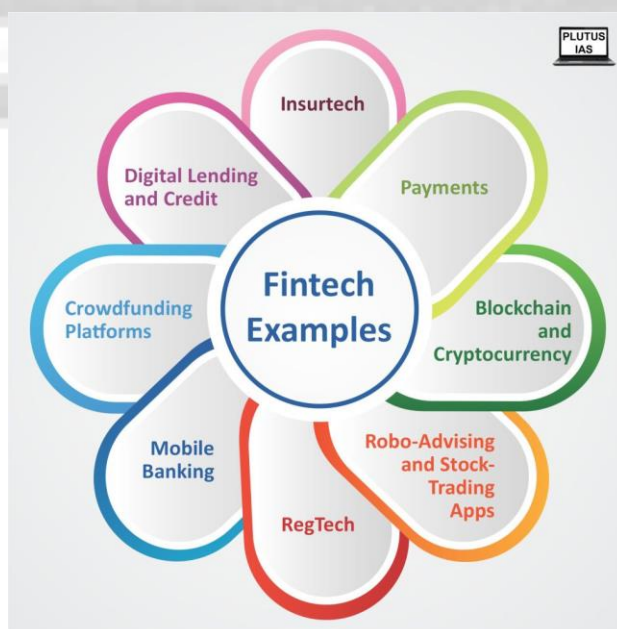 PLUTUS
IAS
Insurtech
Payments
Blockchain
and
Cryptocurrency
Robo-Advising
and Stock-
Trading
Apps
RegTech
Mobile
Banking
Crowdfunding
Platforms
Digital Lending
and Credit
Fintech
Examples